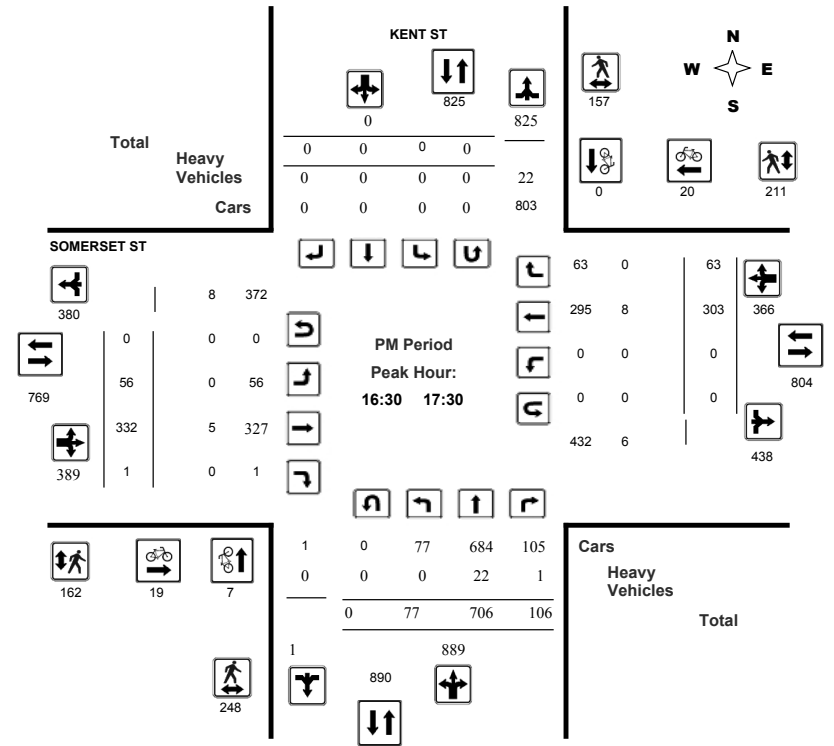 KENT ST
N
W E
S
825
157
0 825
Total
0 0 0 0
Heavy
Vehicles
0 0 0 0 22
0 20 211
Cars
0 0 0 0 803
SOMERSET ST
63 0 63
380
8 372
295 8 303 366
0 0 0
PM Period
769
0 0 0
804
56 0 56
Peak Hour:
16:30 17:30
0 0 0
332 5 327
432 6
438
389
1 0 1
1 0 77 684 105
Cars
0 0 0 22 1
Heavy
Vehicles
162 19 7
0 77 706 106
Total
1 889
890
248